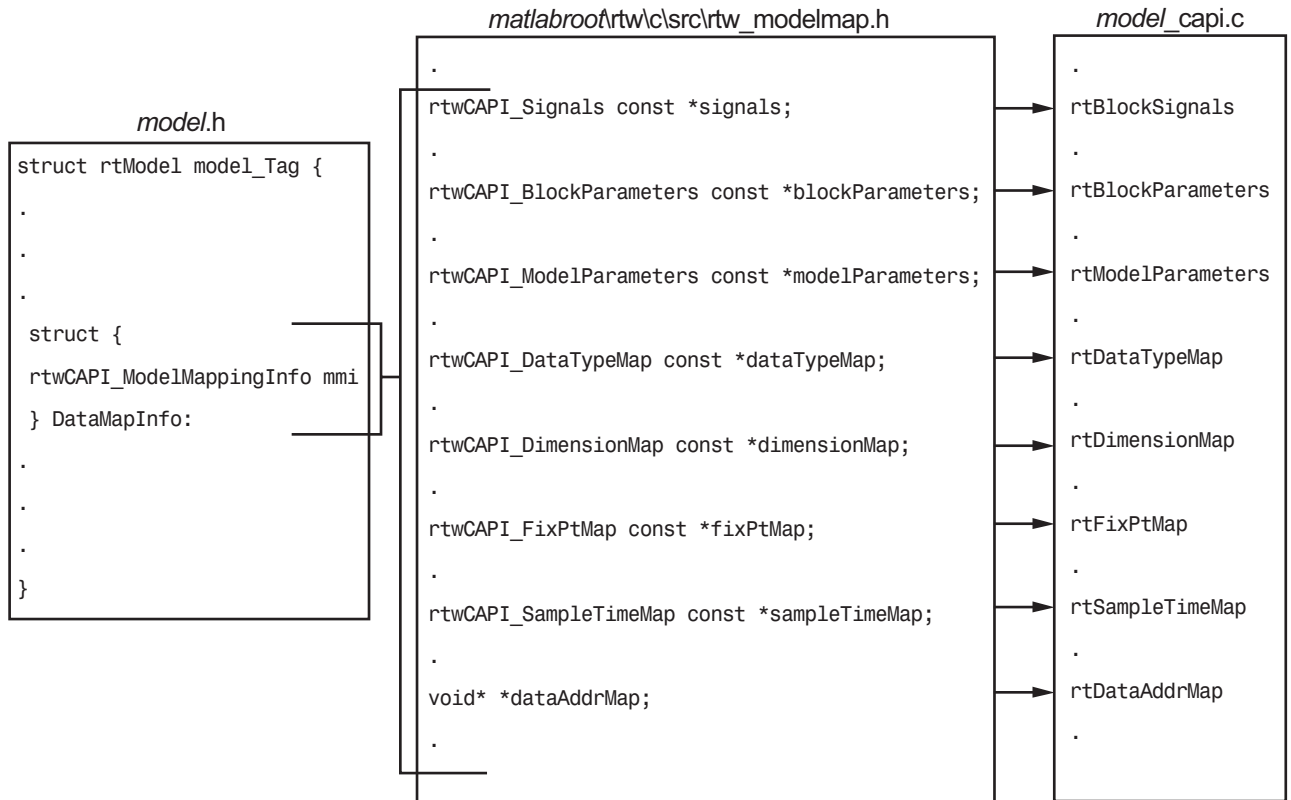 model.h
struct rtModel model_Tag {
.
.
.
struct {
rtwCAPI_ModelMappingInfo mmi
} DataMapInfo:
.
.
.
}
matlabroot\rtw\c\src\rtw_modelmap.h
.
rtwCAPI_Signals const *signals;
.
rtwCAPI_BlockParameters const *blockParameters;
.
rtwCAPI_ModelParameters const *modelParameters;
.
rtwCAPI_DataTypeMap const *dataTypeMap;
.
rtwCAPI_DimensionMap const *dimensionMap;
.
rtwCAPI_FixPtMap const *fixPtMap;
.
rtwCAPI_SampleTimeMap const *sampleTimeMap;
.
void* *dataAddrMap;
.
model_capi.c
.
rtBlockSignals
.
rtBlockParameters
.
rtModelParameters
.
rtDataTypeMap
.
rtDimensionMap
.
rtFixPtMap
.
rtSampleTimeMap
.
rtDataAddrMap
.